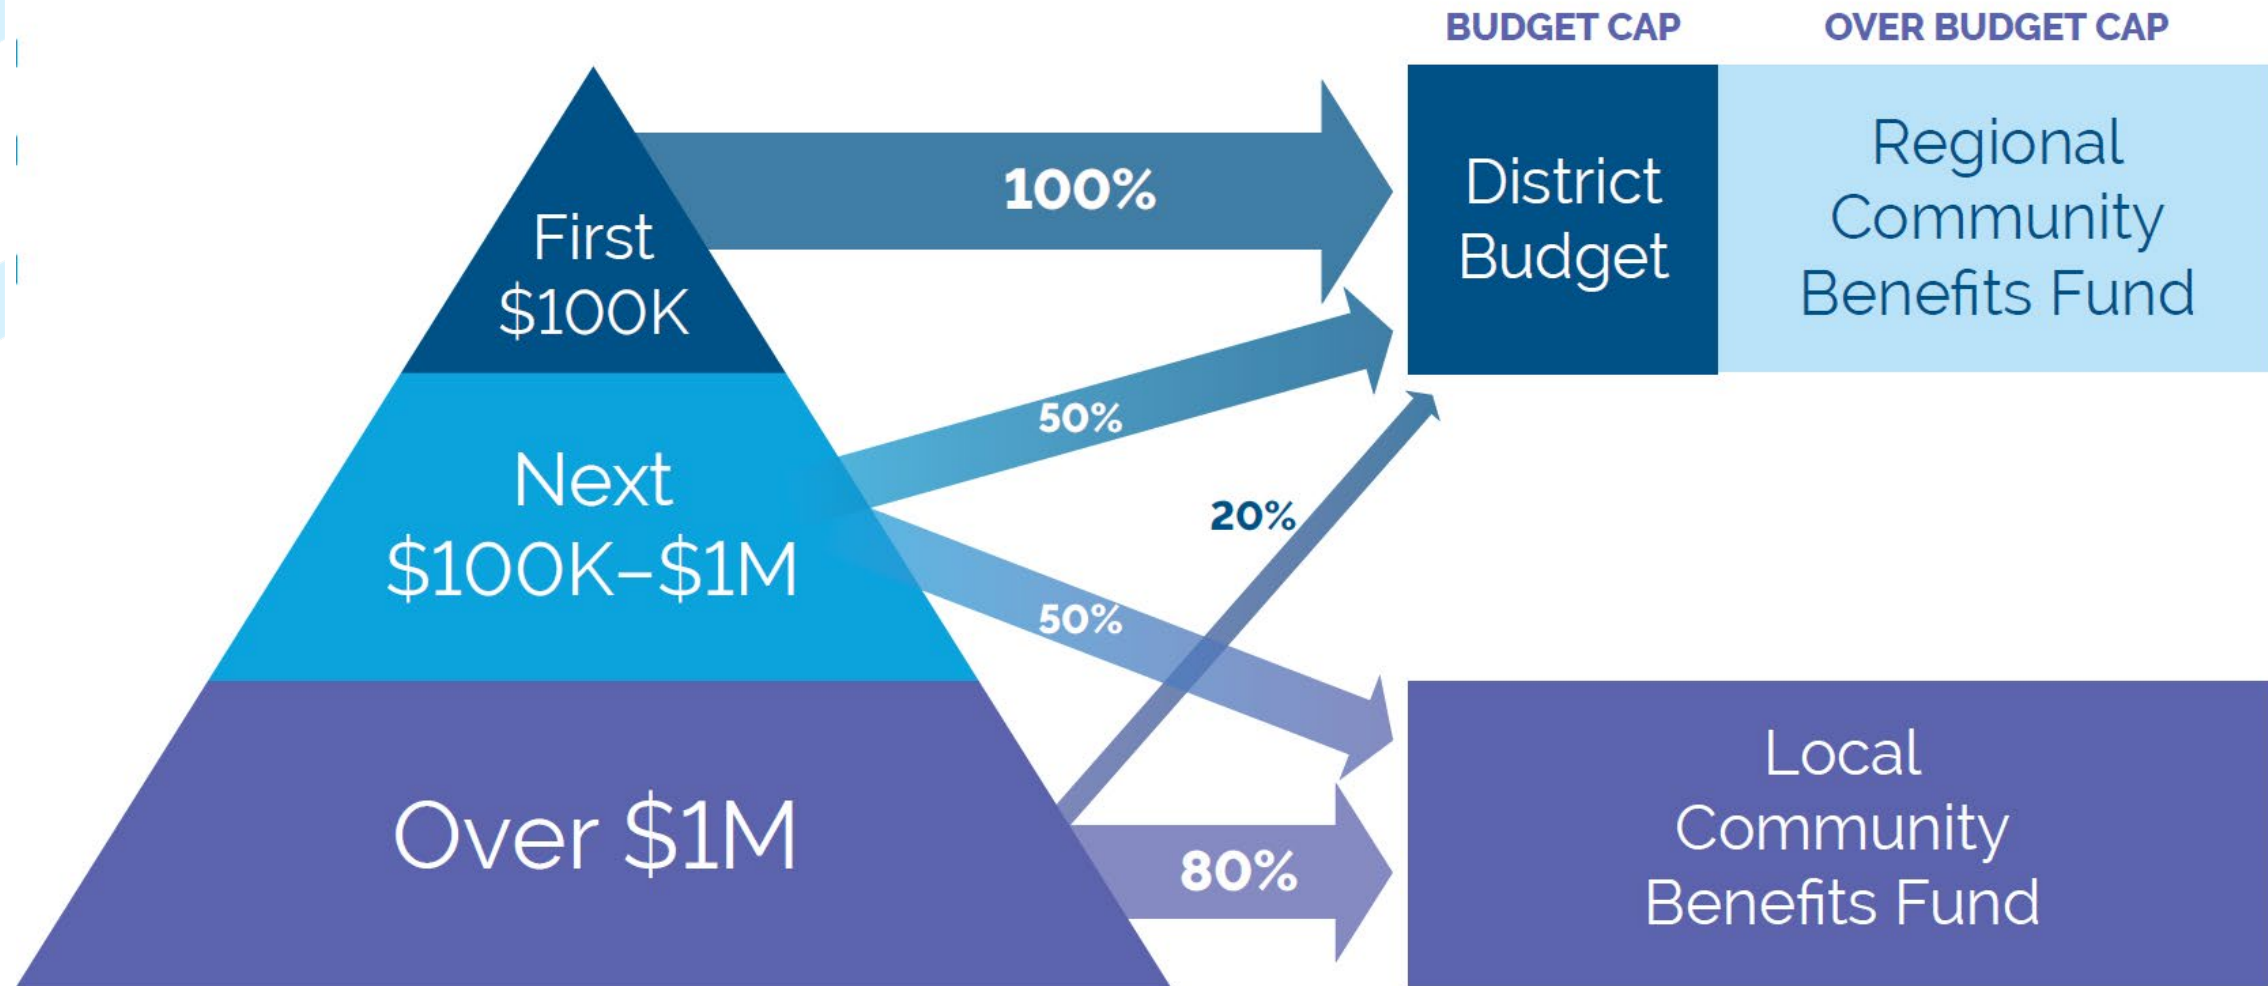 BUDGET CAP
OVER BUDGET CAP
First
$100K
100%
District
Budget
Regional
Community
Benefits Fund
Next
$100K–$1M
50%
20%
50%
Over $1M
80%
Local
Community
Benefits Fund